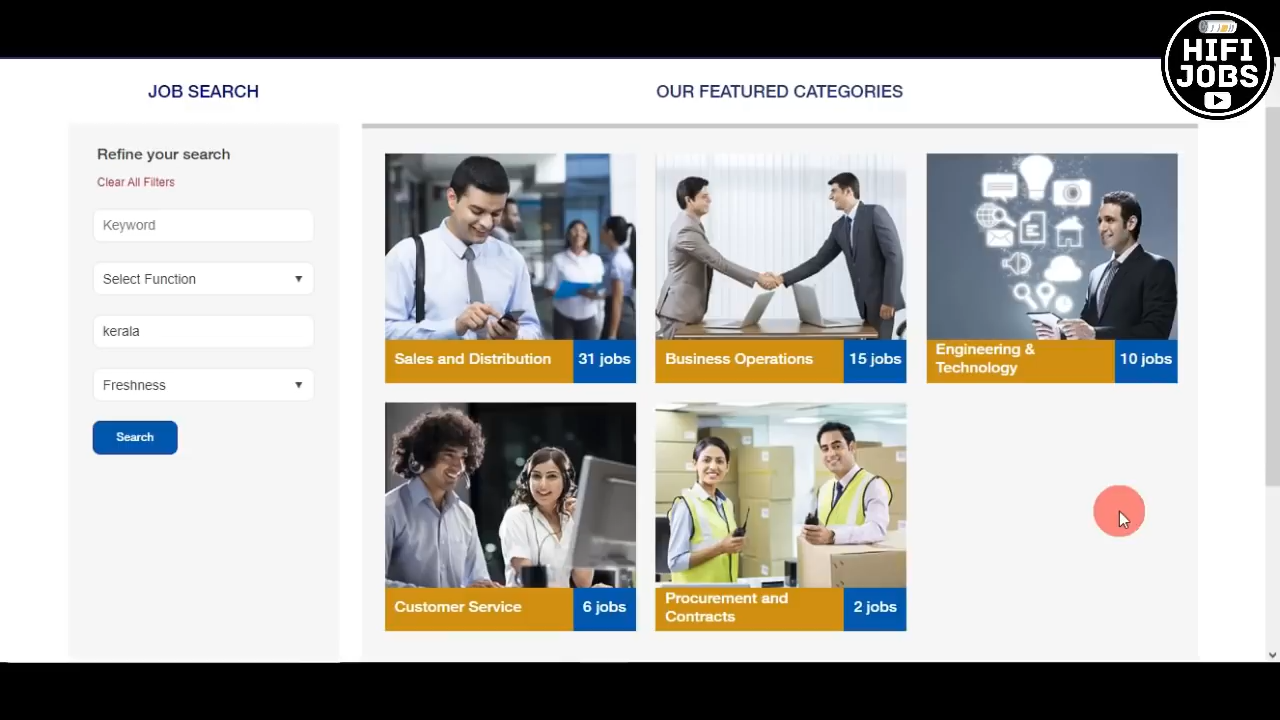 HIFI
JOBS
JOB SEARCH
OUR FEATURED CATEGORIES
Refine your search
Clear All Filters
Keyword
Select Function
kerala
Freshness
Search
Sales and Distribution
31 jobs
Business Operations
15 jobs
Engineering &
Technology
10 jobs
Customer Service
6 jobs
Procurement and
Contracts
2 jobs